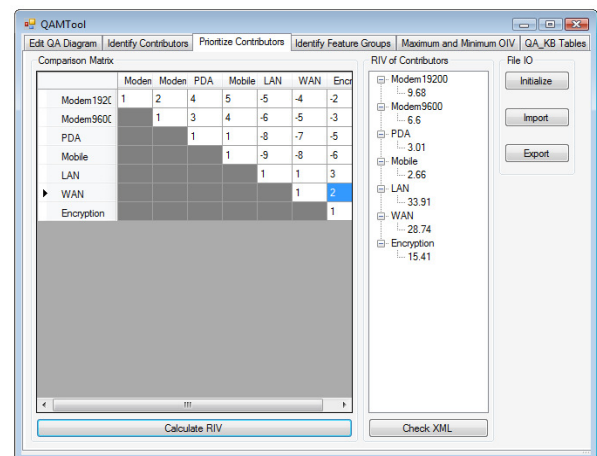 QAMTool
Edit QA Diagram Identify Contributors Prioritize Contributors Identify Feature Groups Maximum and Minimum OIV QA_KB Tables
Comparison Matrix
RIV of Contributors
File IO
Moden Moden PDA Mobile LAN WAN Encr
Modem192( 1 2 4 5 -5 -4 -2
Modem960( 1 3 4 -6 -5 -3
PDA 1 1 -8 -7 -5
Mobile 1 -9 -8 -6
LAN 1 1 3
WAN 1 2
Encryption 1
Modem19200
9.68
Modem9600
6.6
PDA
3.01
Mobile
2.66
LAN
33.91
WAN
28.74
Encryption
15.41
Initialize
Import
Export
Calculate RIV
Check XML